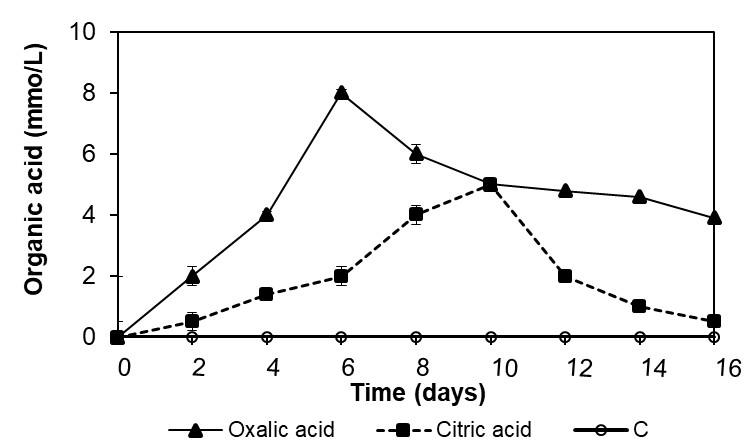 Organic acid (mmo/L)
10
8
6
4
2
0
0 2 4 6 8 10 12 14 16
Time (days)
Oxalic acid Citric acid C